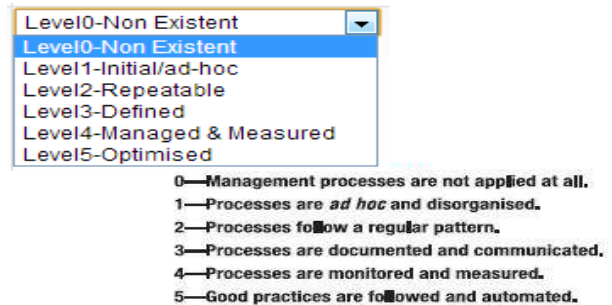 Level0-Non Existent
Level0-Non Existent
Level1-Initial/ad-hoc
Level2-Repeatable
Level3-Defined
Level4-Managed & Measured
Level5-Optimised
0—Management processes are not applied at all.
1—Processes are ad hoc and disorganised.
2—Processes follow a regular pattern.
3—Processes are documented and communicated.
4—Processes are monitored and measured.
5—Good practices are followed and automated.